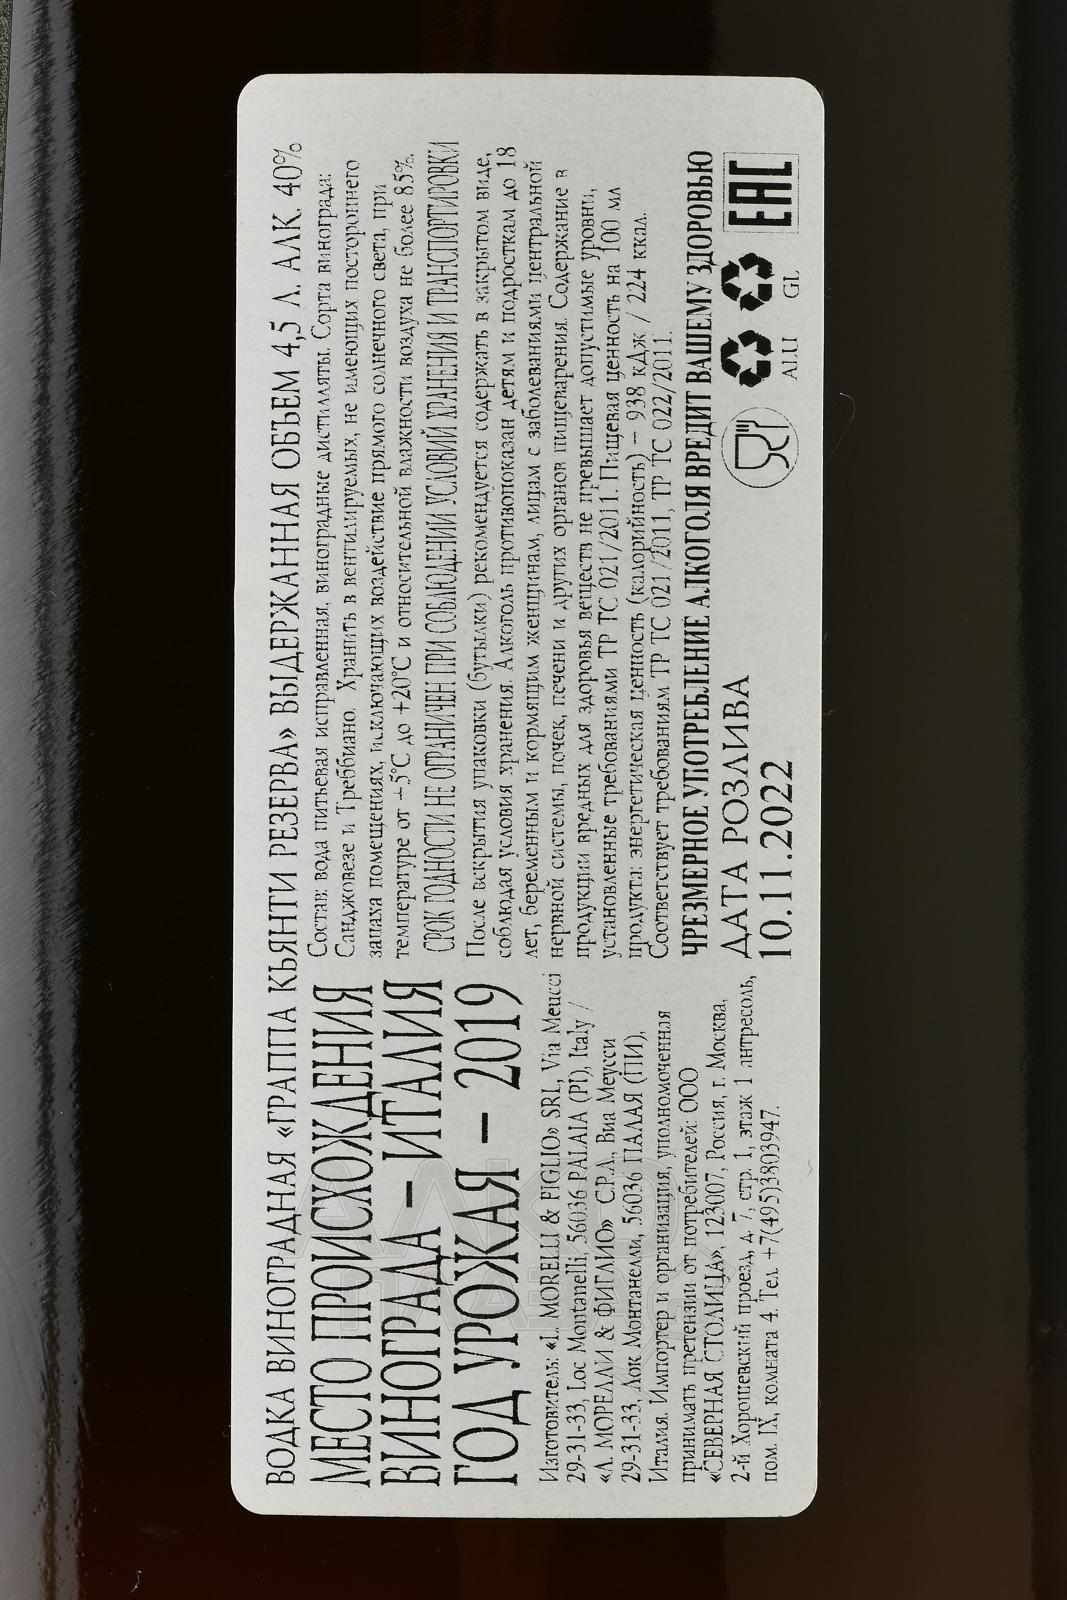 ВОДКА ВИНОГРАДНАЯ «ГРАППА КЬЯНТИ РЕЗЕРВА» ВЫДЕРЖАННАЯ ОБЪЕМ 4,5 Л. АЛК. 40%
МЕСТО ПРОИСХОЖДЕНИЯ
ВИНОГРАДА – ИТАЛИЯ
ГОД УРОЖАЯ – 2019
Изготовитель: «L. MORELLI & FIGLIO» SRL, Via Meucci
29-31-33, Loc Montanelli, 56036 PALAIA (PI), Italy /
«Л. МОРЕЛЛИ & ФИГЛИО» С.Р.Л., Виа Меусси
29-31-33, Лок Монтанелли, 56036 ПАЛАЯ (ПИ),
Италия. Импортер и организация, уполномоченная
принимать претензии от потребителей: ООО
«СЕВЕРНАЯ СТОЛИЦА», 123007, Россия, г. Москва,
2-й Хорошевский проезд, д. 7, стр. 1, этаж 1 антресоль,
пом. IX, комната 4. Тел. +7(495)3803947.
Состав: вода питьевая исправленная, виноградные дистилляты. Сорта винограда:
Санджовезе и Треббиано. Хранить в вентилируемых, не имеющих постороннего
запаха помещениях, исключающих воздействие прямого солнечного света, при
температуре от +5°С до +20°С и относительной влажности воздуха не более 85%.
СРОК ГОДНОСТИ НЕ ОГРАНИЧЕН ПРИ СОБЛЮДЕНИИ УСЛОВИЙ ХРАНЕНИЯ И ТРАНСПОРТИРОВКИ
После вскрытия упаковки (бутылки) рекомендуется содержать в закрытом виде,
соблюдая условия хранения. Алкоголь противопоказан детям и подросткам до 18
лет, беременным и кормящим женщинам, лицам с заболеваниями центральной
нервной системы, почек, печени и других органов пищеварения. Содержание в
продукции вредных для здоровья веществ не превышает допустимые уровни,
установленные требованиями ТР ТС 021/2011. Пищевая ценность на 100 мл
продукта: энергетическая ценность (калорийность) – 938 кДж / 224 ккал.
Соответствует требованиям ТР ТС 021/2011, ТР ТС 022/2011.
ЧРЕЗМЕРНОЕ УПОТРЕБЛЕНИЕ АЛКОГОЛЯ ВРЕДИТ ВАШЕМУ ЗДОРОВЬЮ
ДАТА РОЗЛИВА
10.11.2022
ALU GL
EAC